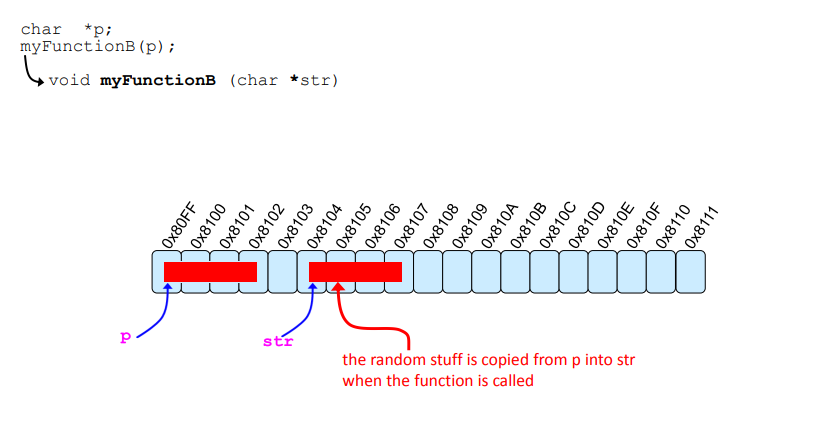 char  *p;
myFunctionB(p);
void myFunctionB (char *str)
0x80FF 0x8100 0x8101 0x8102 0x8103 0x8104 0x8105 0x8106 0x8107 0x8108 0x8109 0x810A 0x810B 0x810C 0x810D 0x810E 0x810F 0x8110 0x8111
p
str
the random stuff is copied from p into str
when the function is called